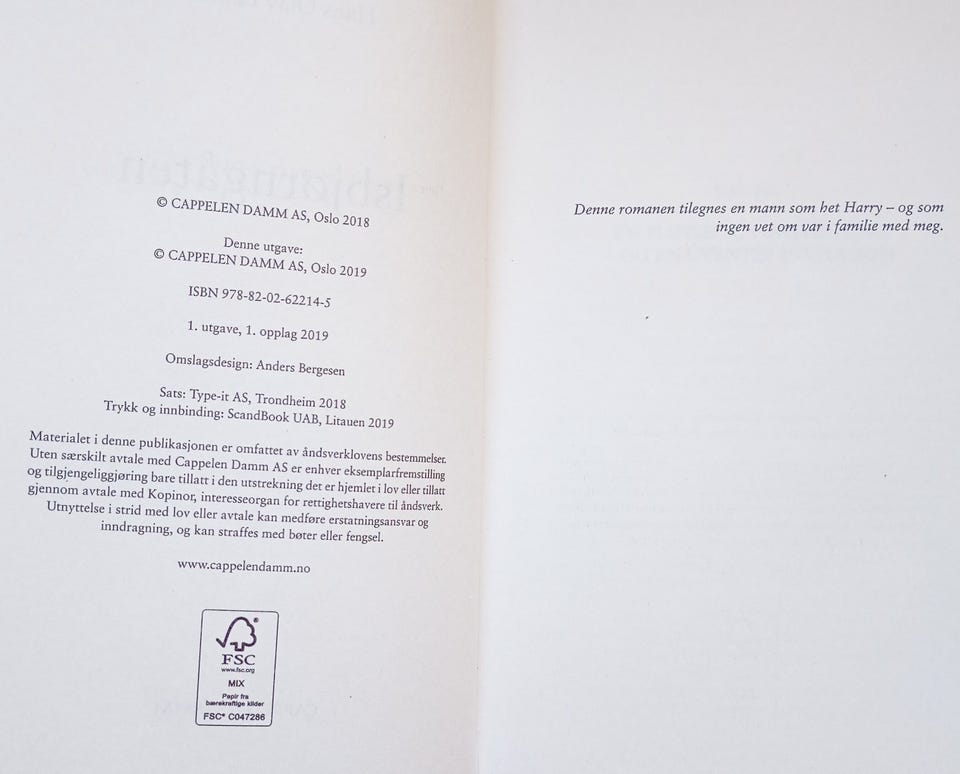 © CAPPELEN DAMM AS, Oslo 2018
Denne utgave:
© CAPPELEN DAMM AS, Oslo 2019
ISBN 978-82-02-62214-5
1. utgave, 1. opplag 2019
Omslagsdesign: Anders Bergesen
Sats: Type-it AS, Trondheim 2018
Trykk og innbinding: ScandBook UAB, Litauen 2019
Materialet i denne publikasjonen er omfattet av åndsverklovens bestemmelser.
Uten særskilt avtale med Cappelen Damm AS er enhver eksemplarfremstilling
og tilgjengeliggjøring bare tillatt i den utstrekning det er hjemlet i lov eller tillatt
gjennom avtale med Kopinor, interesseorgan for rettighetshavere til åndsverk.
Utnyttelse i strid med lov eller avtale kan medføre erstatningsansvar og
inndragning, og kan straffes med bøter eller fengsel.
www.cappelendamm.no
FSC
www.fsc.org
MIX
Papir fra
bærekraftige kilder
FSC® C047286
Denne romanen tilegnes en mann som het Harry – og som
ingen vet om var i familie med meg.
Isbjørngåten